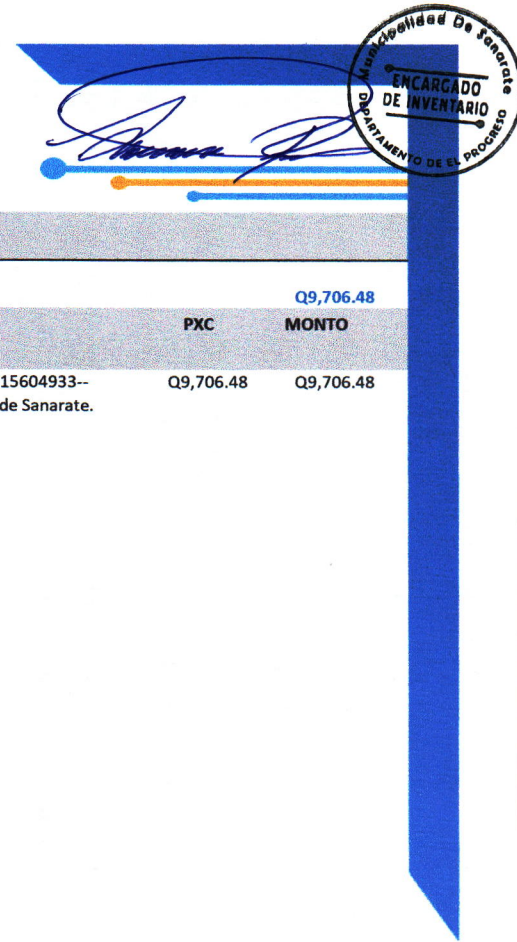 Municipalidad De Sanarate
ENCARGADO
DE INVENTARIO
DEPARTAMENTO DE EL PROGRESO
Q9,706.48
PXC MONTO
15604933-- Q9,706.48 Q9,706.48
de Sanarate.